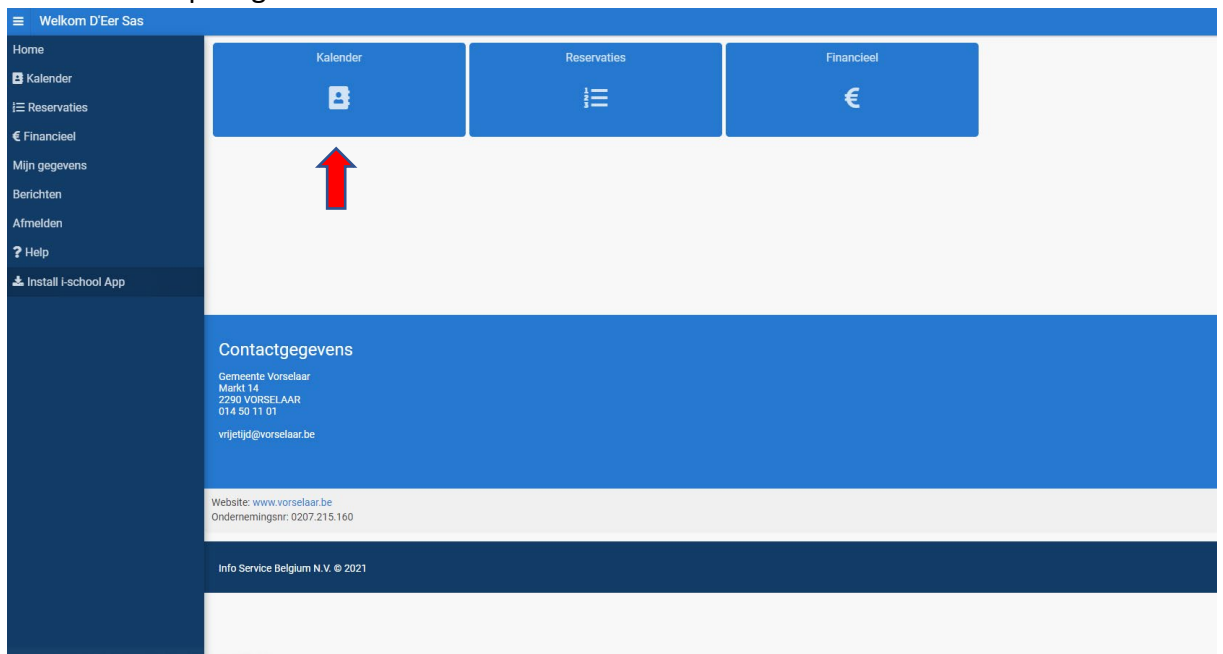 Welkom D'Eer Sas
Home
Kalender
Reservaties
€ Financieel
Mijn gegevens
Berichten
Afmelden
? Help
Install i-school App
Kalender
Reservaties
Financieel
€
Contactgegevens
Gemeente Vorselaar
Markt 14
2290 VORSELAAR
014 50 11 01
vrijetijd@vorselaar.be
Website: www.vorselaar.be
Ondernemingsnr: 0207.215.160
Info Service Belgium N.V. © 2021